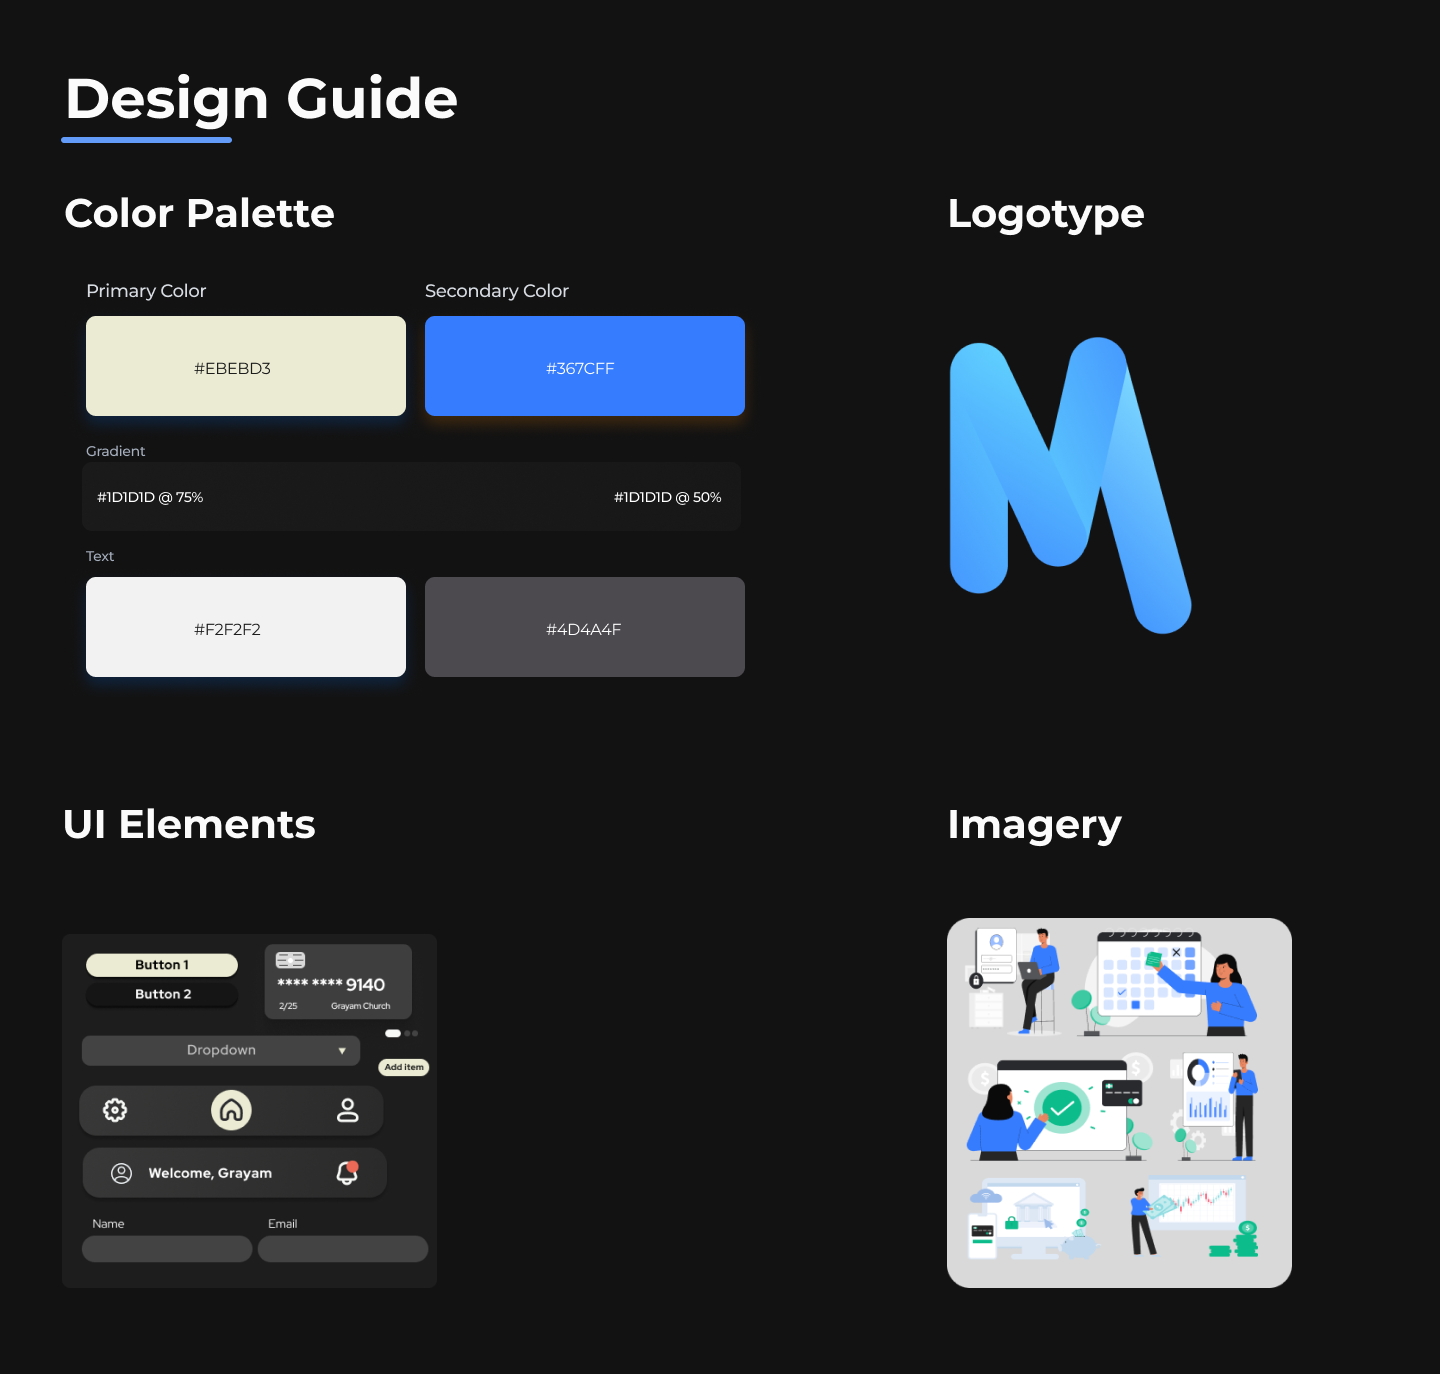 Design Guide
Color Palette
Logotype
Primary Color
Secondary Color
#EBEBD3
#367CFF
Gradient
#1D1D1D @ 75%
#1D1D1D @ 50%
Text
#F2F2F2
#4D4A4F
UI Elements
Imagery
Button 1
Button 2
**** **** 9140
2/25
Grayam Church
Dropdown
Add item
Welcome, Grayam
Name
Email